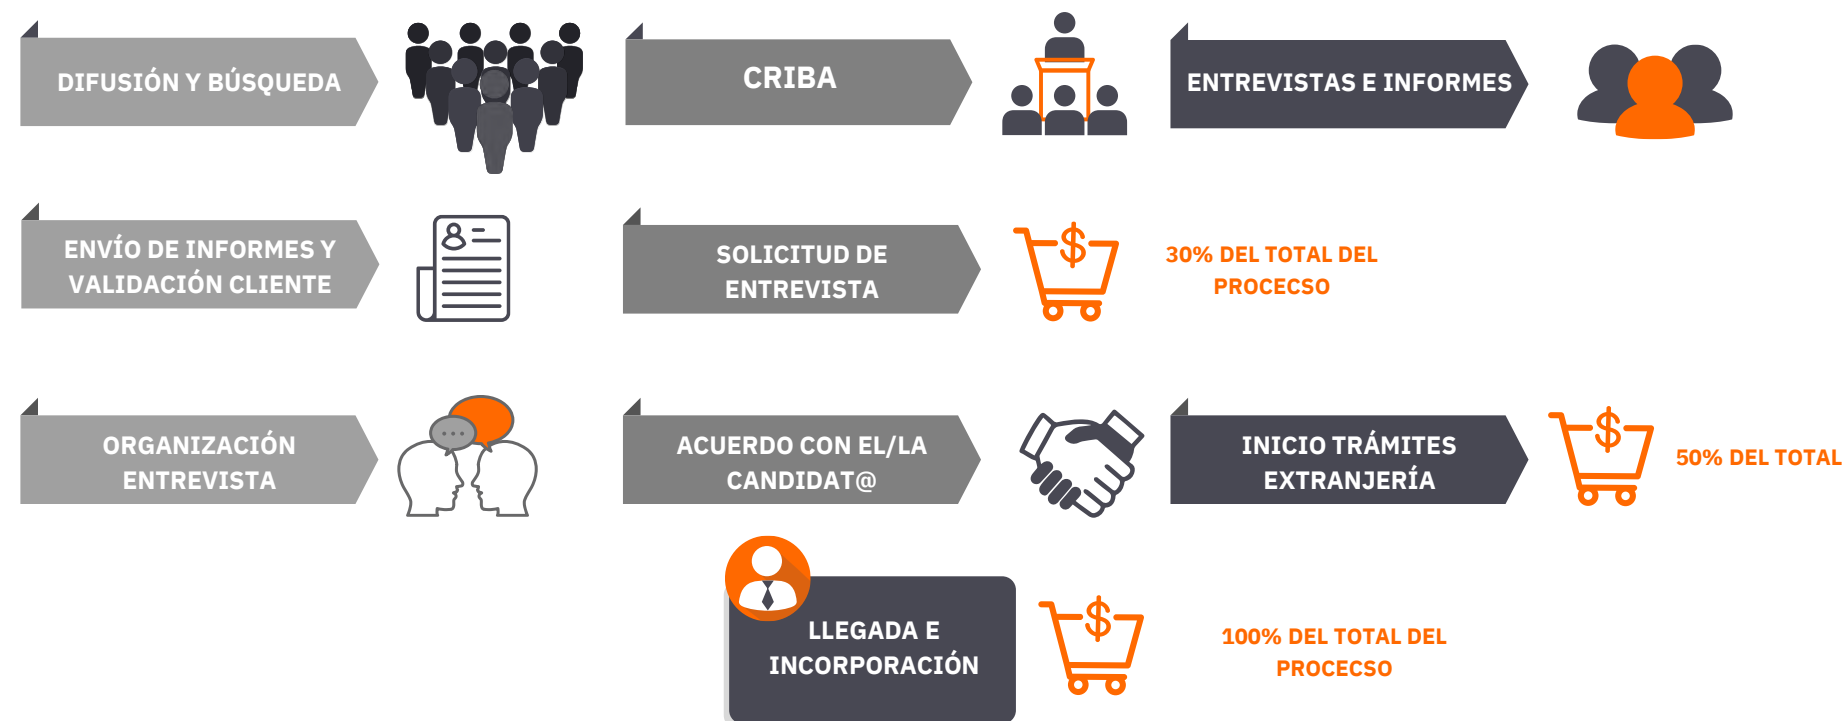 DIFUSIÓN Y BÚSQUEDA
CRIBA
ENTREVISTAS E INFORMES
ENVÍO DE INFORMES Y
VALIDACIÓN CLIENTE
SOLICITUD DE
ENTREVISTA
30% DEL TOTAL DEL
PROCECSO
ORGANIZACIÓN
ENTREVISTA
ACUERDO CON EL/LA
CANDIDAT@
INICIO TRÁMITES
EXTRANJERÍA
50% DEL TOTAL
LLEGADA E
INCORPORACIÓN
100% DEL TOTAL DEL
PROCECSO